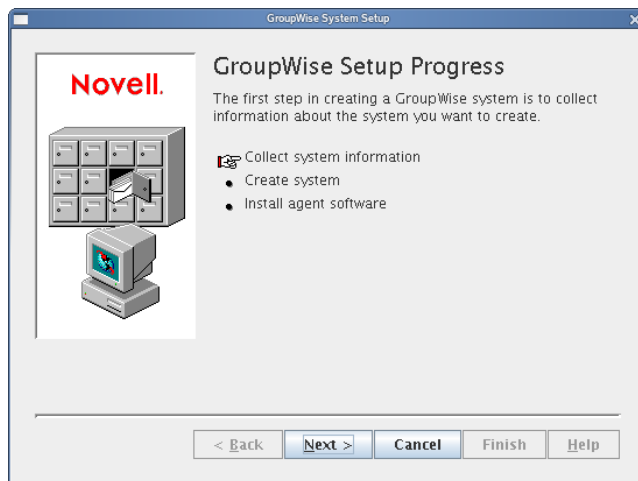 GroupWise System Setup
Novell.
GroupWise Setup Progress
The first step in creating a GroupWise system is to collect
information about the system you want to create.
Collect system information
Create system
Install agent software
< Back
Next >
Cancel
Finish
Help